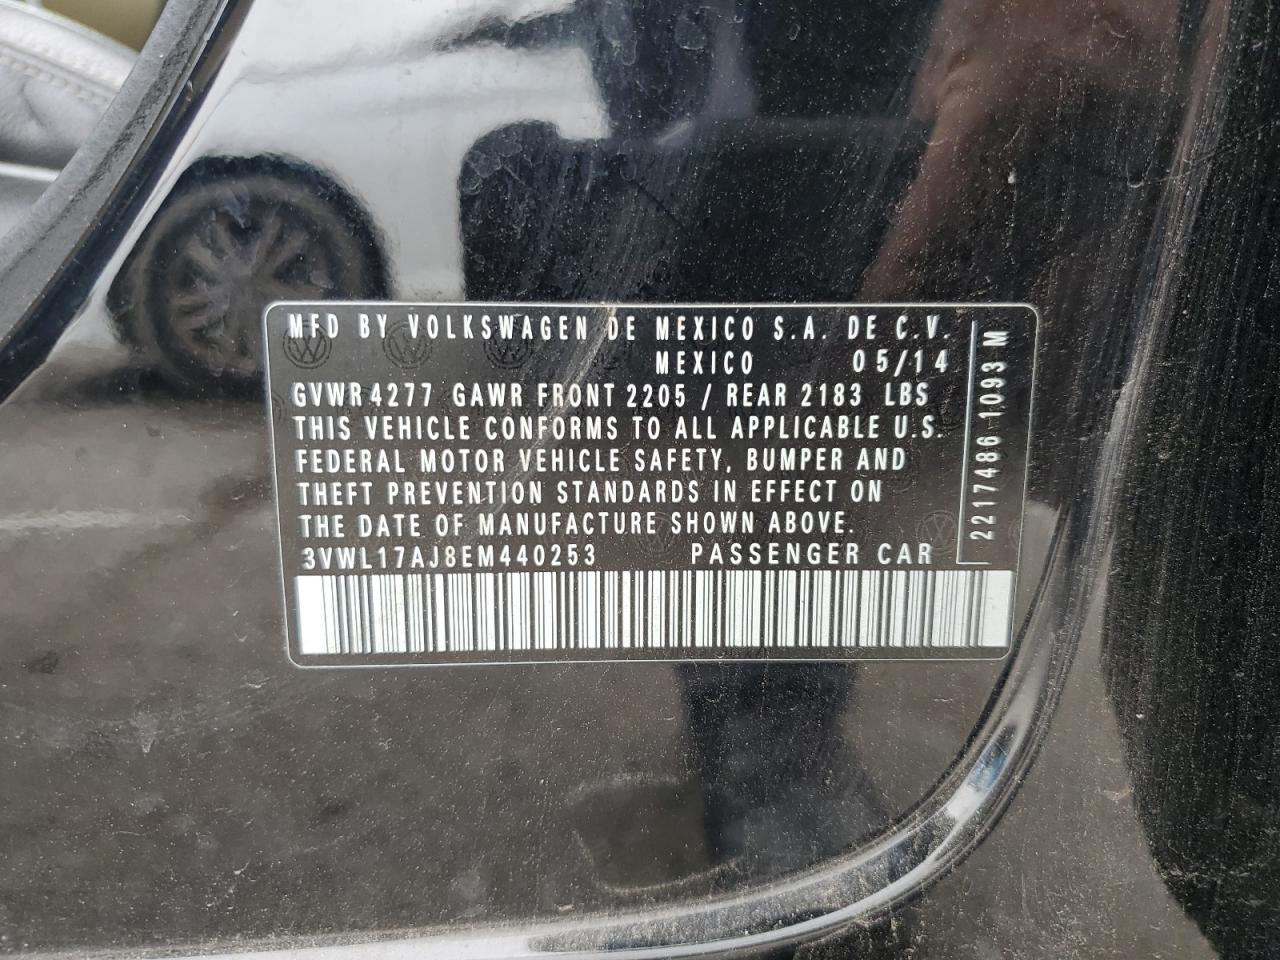 MFD BY VOLKSWAGEN DE MEXICO S.A. DE C.V.
MEXICO 05/14
GVWR 4277 GAWR FRONT 2205 / REAR 2183 LBS
THIS VEHICLE CONFORMS TO ALL APPLICABLE U.S.
FEDERAL MOTOR VEHICLE SAFETY, BUMPER AND
THEFT PREVENTION STANDARDS IN EFFECT ON
THE DATE OF MANUFACTURE SHOWN ABOVE.
3VWL17AJ8EM440253 PASSENGER CAR
2217486 1093 M